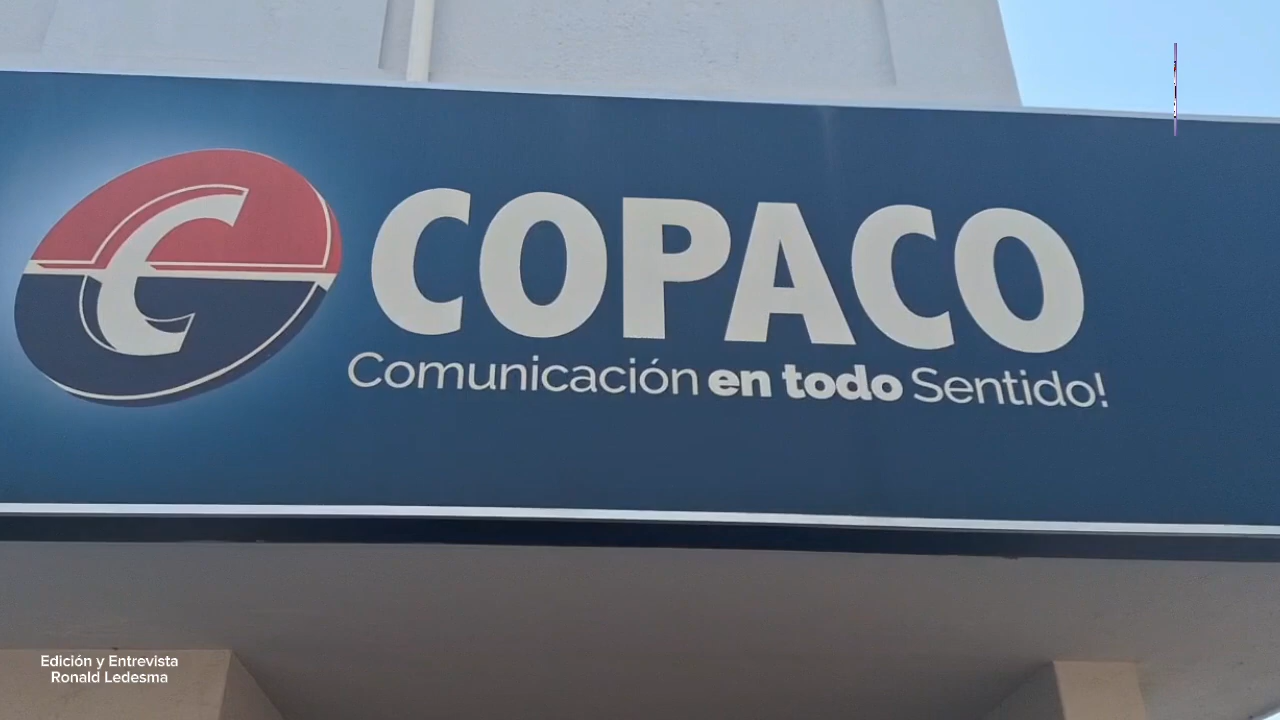 C COPACO
Comunicación en todo Sentido!
Edición y Entrevista
Ronald Ledesma